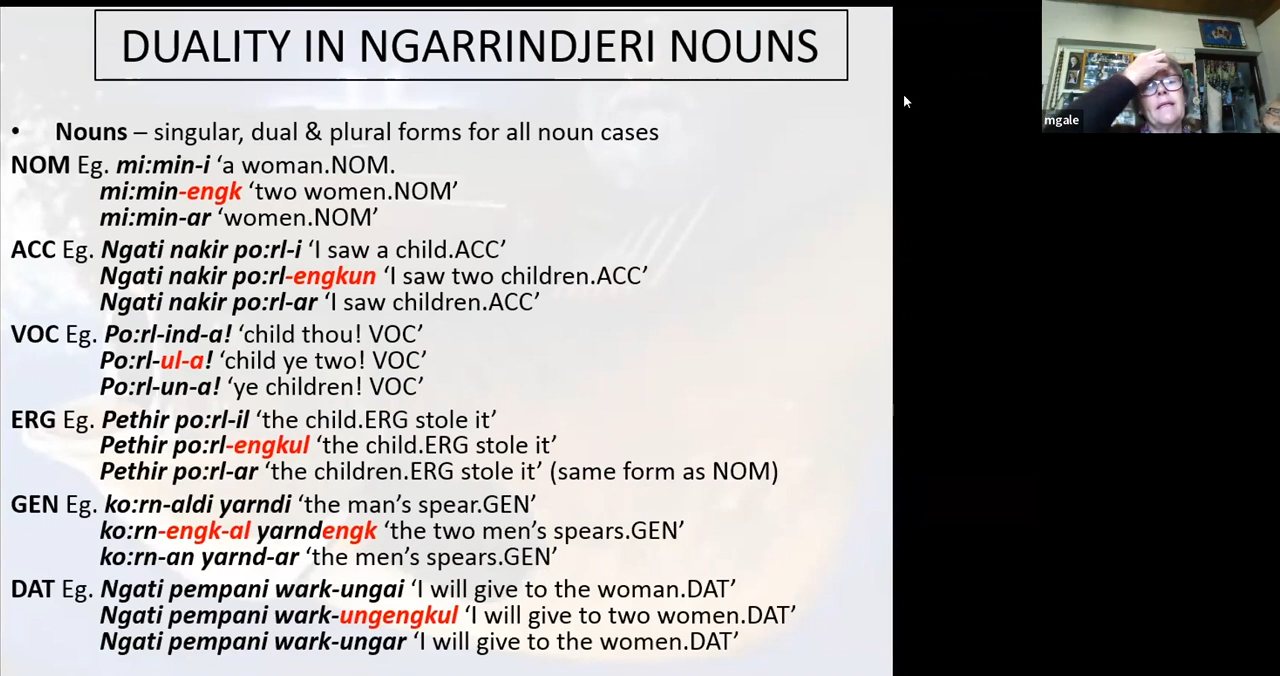 DUALITY IN NGARRINDJERI NOUNS
• Nouns – singular, dual & plural forms for all noun cases
NOM Eg. mi:min-i ‘a woman.NOM.
mi:min-engk ‘two women.NOM’
mi:min-ar ‘women.NOM’
ACC Eg. Ngati nakir po:rl-i ‘I saw a child.ACC’
Ngati nakir po:rl-engkun ‘I saw two children.ACC’
Ngati nakir po:rl-ar ‘I saw children.ACC’
VOC Eg. Po:rl-ind-a! ‘child thou! VOC’
Po:rl-ul-a! ‘child ye two! VOC’
Po:rl-un-a! ‘ye children! VOC’
ERG Eg. Pethir po:rl-il ‘the child.ERG stole it’
Pethir po:rl-engkul ‘the child.ERG stole it’
Pethir po:rl-ar ‘the children.ERG stole it’ (same form as NOM)
GEN Eg. ko:rn-aldi yarndi ‘the man’s spear.GEN’
ko:rn-engk-al yarndengk ‘the two men’s spears.GEN’
ko:rn-an yarnd-ar ‘the men’s spears.GEN’
DAT Eg. Ngati pempani wark-ungai ‘I will give to the woman.DAT’
Ngati pempani wark-ungengkul ‘I will give to two women.DAT’
Ngati pempani wark-ungar ‘I will give to the women.DAT’
mgale